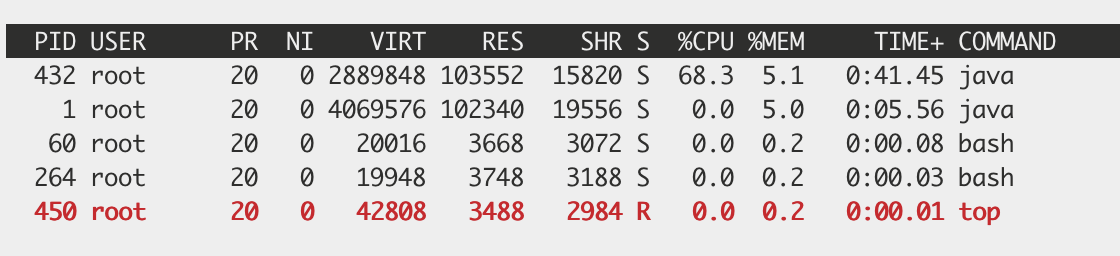 PID USER PR NI VIRT RES SHR S %CPU %MEM TIME+ COMMAND
432 root 20 0 2889848 103552 15820 S 68.3 5.1 0:41.45 java
1 root 20 0 4069576 102340 19556 S 0.0 5.0 0:05.56 java
60 root 20 0 20016 3668 3072 S 0.0 0.2 0:00.08 bash
264 root 20 0 19948 3748 3188 S 0.0 0.2 0:00.03 bash
450 root 20 0 42808 3488 2984 R 0.0 0.2 0:00.01 top